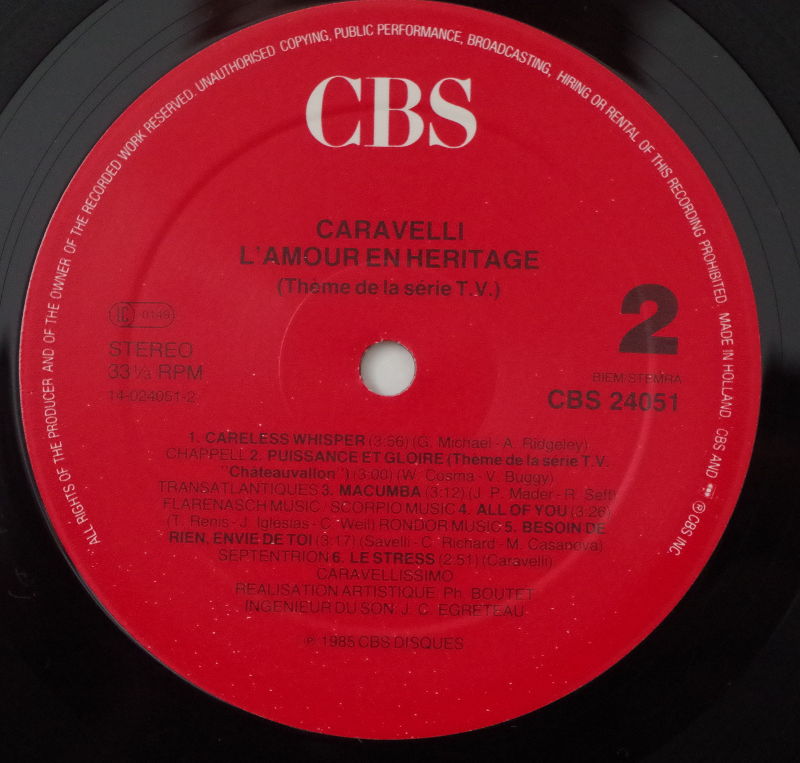 ALL RIGHTS OF THE PRODUCER AND OF THE OWNER OF THE RECORDED WORK RESERVED. UNAUTHORISED COPYING, PUBLIC PERFORMANCE, BROADCASTING, HIRING OR RENTAL OF THIS RECORDING PROHIBITED. MADE IN HOLLAND. CBS AND ℗ CBS INC.
CBS
CARAVELLI
L'AMOUR EN HERITAGE
(Thème de la série T.V.)
IC 0149
STEREO
33 1/3 RPM
14-024051-2
2
BIEM/STEMRA
CBS 24051
1. CARELESS WHISPER (3:56) (G. Michael - A. Ridgeley)
CHAPPELL 2. PUISSANCE ET GLOIRE (Thème de la série T.V.
"Chateauvallon") (3:00) (W. Cosma - V. Buggy)
TRANSATLANTIQUES 3. MACUMBA (3:12) (J. P. Mader - R. Seff)
FLARENASCH MUSIC / SCORPIO MUSIC 4. ALL OF YOU (3:26)
(T. Renis - J. Iglésias - C. Weil) RONDOR MUSIC 5. BESOIN DE
RIEN, ENVIE DE TOI (3:17) (Savelli - C. Richard - M. Casanova)
SEPTENTRION 6. LE STRESS (2:51) (Caravelli)
CARAVELLISSIMO
REALISATION ARTISTIQUE: Ph. BOUTET
INGENIEUR DU SON: J. C. EGRETEAU
℗ 1985 CBS DISQUES